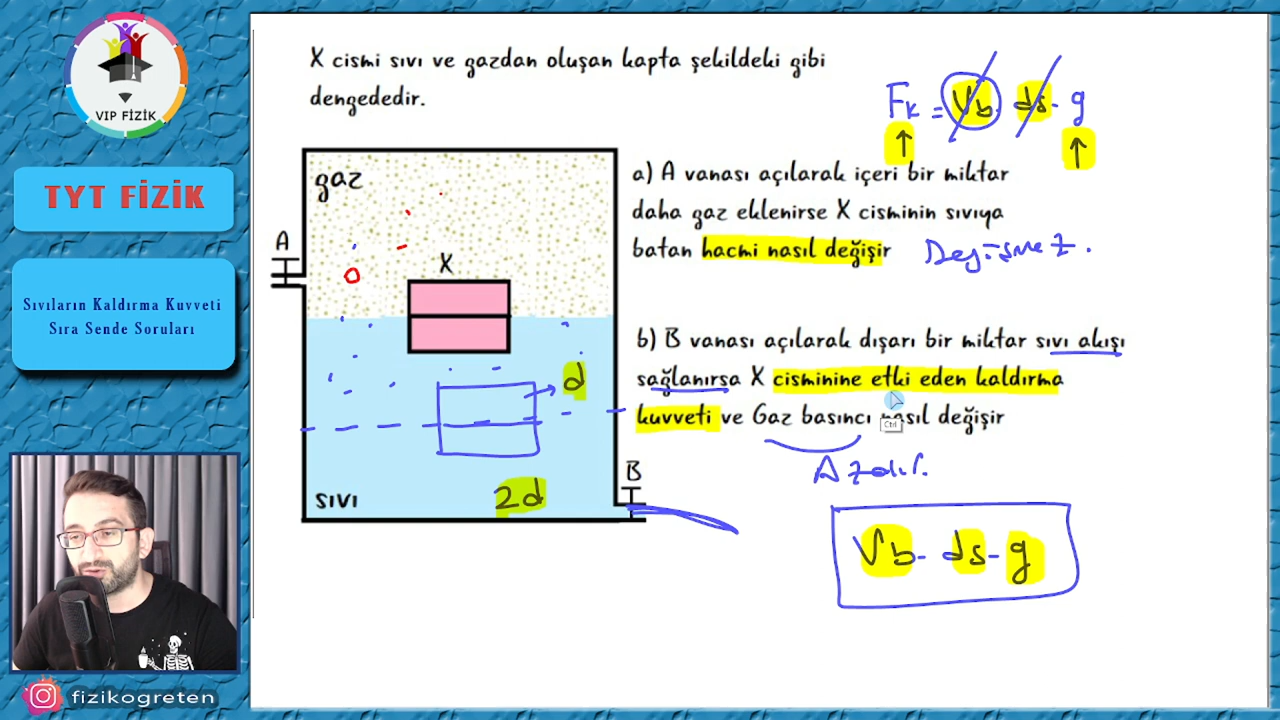 VIP FİZİK
TYT FİZİK
Sıvıların Kaldırma Kuvveti
Sıra Sende Soruları
X cismi sıvı ve gazdan oluşan kapta şekildeki gibi
dengededir.
Fk = Vb. ds. g
gaz
A
X
d
2d
SIVI
B
a) A vanası açılarak içeri bir miktar
daha gaz eklenirse X cisminin sıvıya
batan hacmi nasıl değişir
Değişmez.
b) B vanası açılarak dışarı bir miktar sıvı akışı
sağlanırsa X cisminine etki eden kaldırma
kuvveti ve Gaz basıncı nasıl değişir
Ctrl
Azalır.
Vb. ds. g
fizikogreten